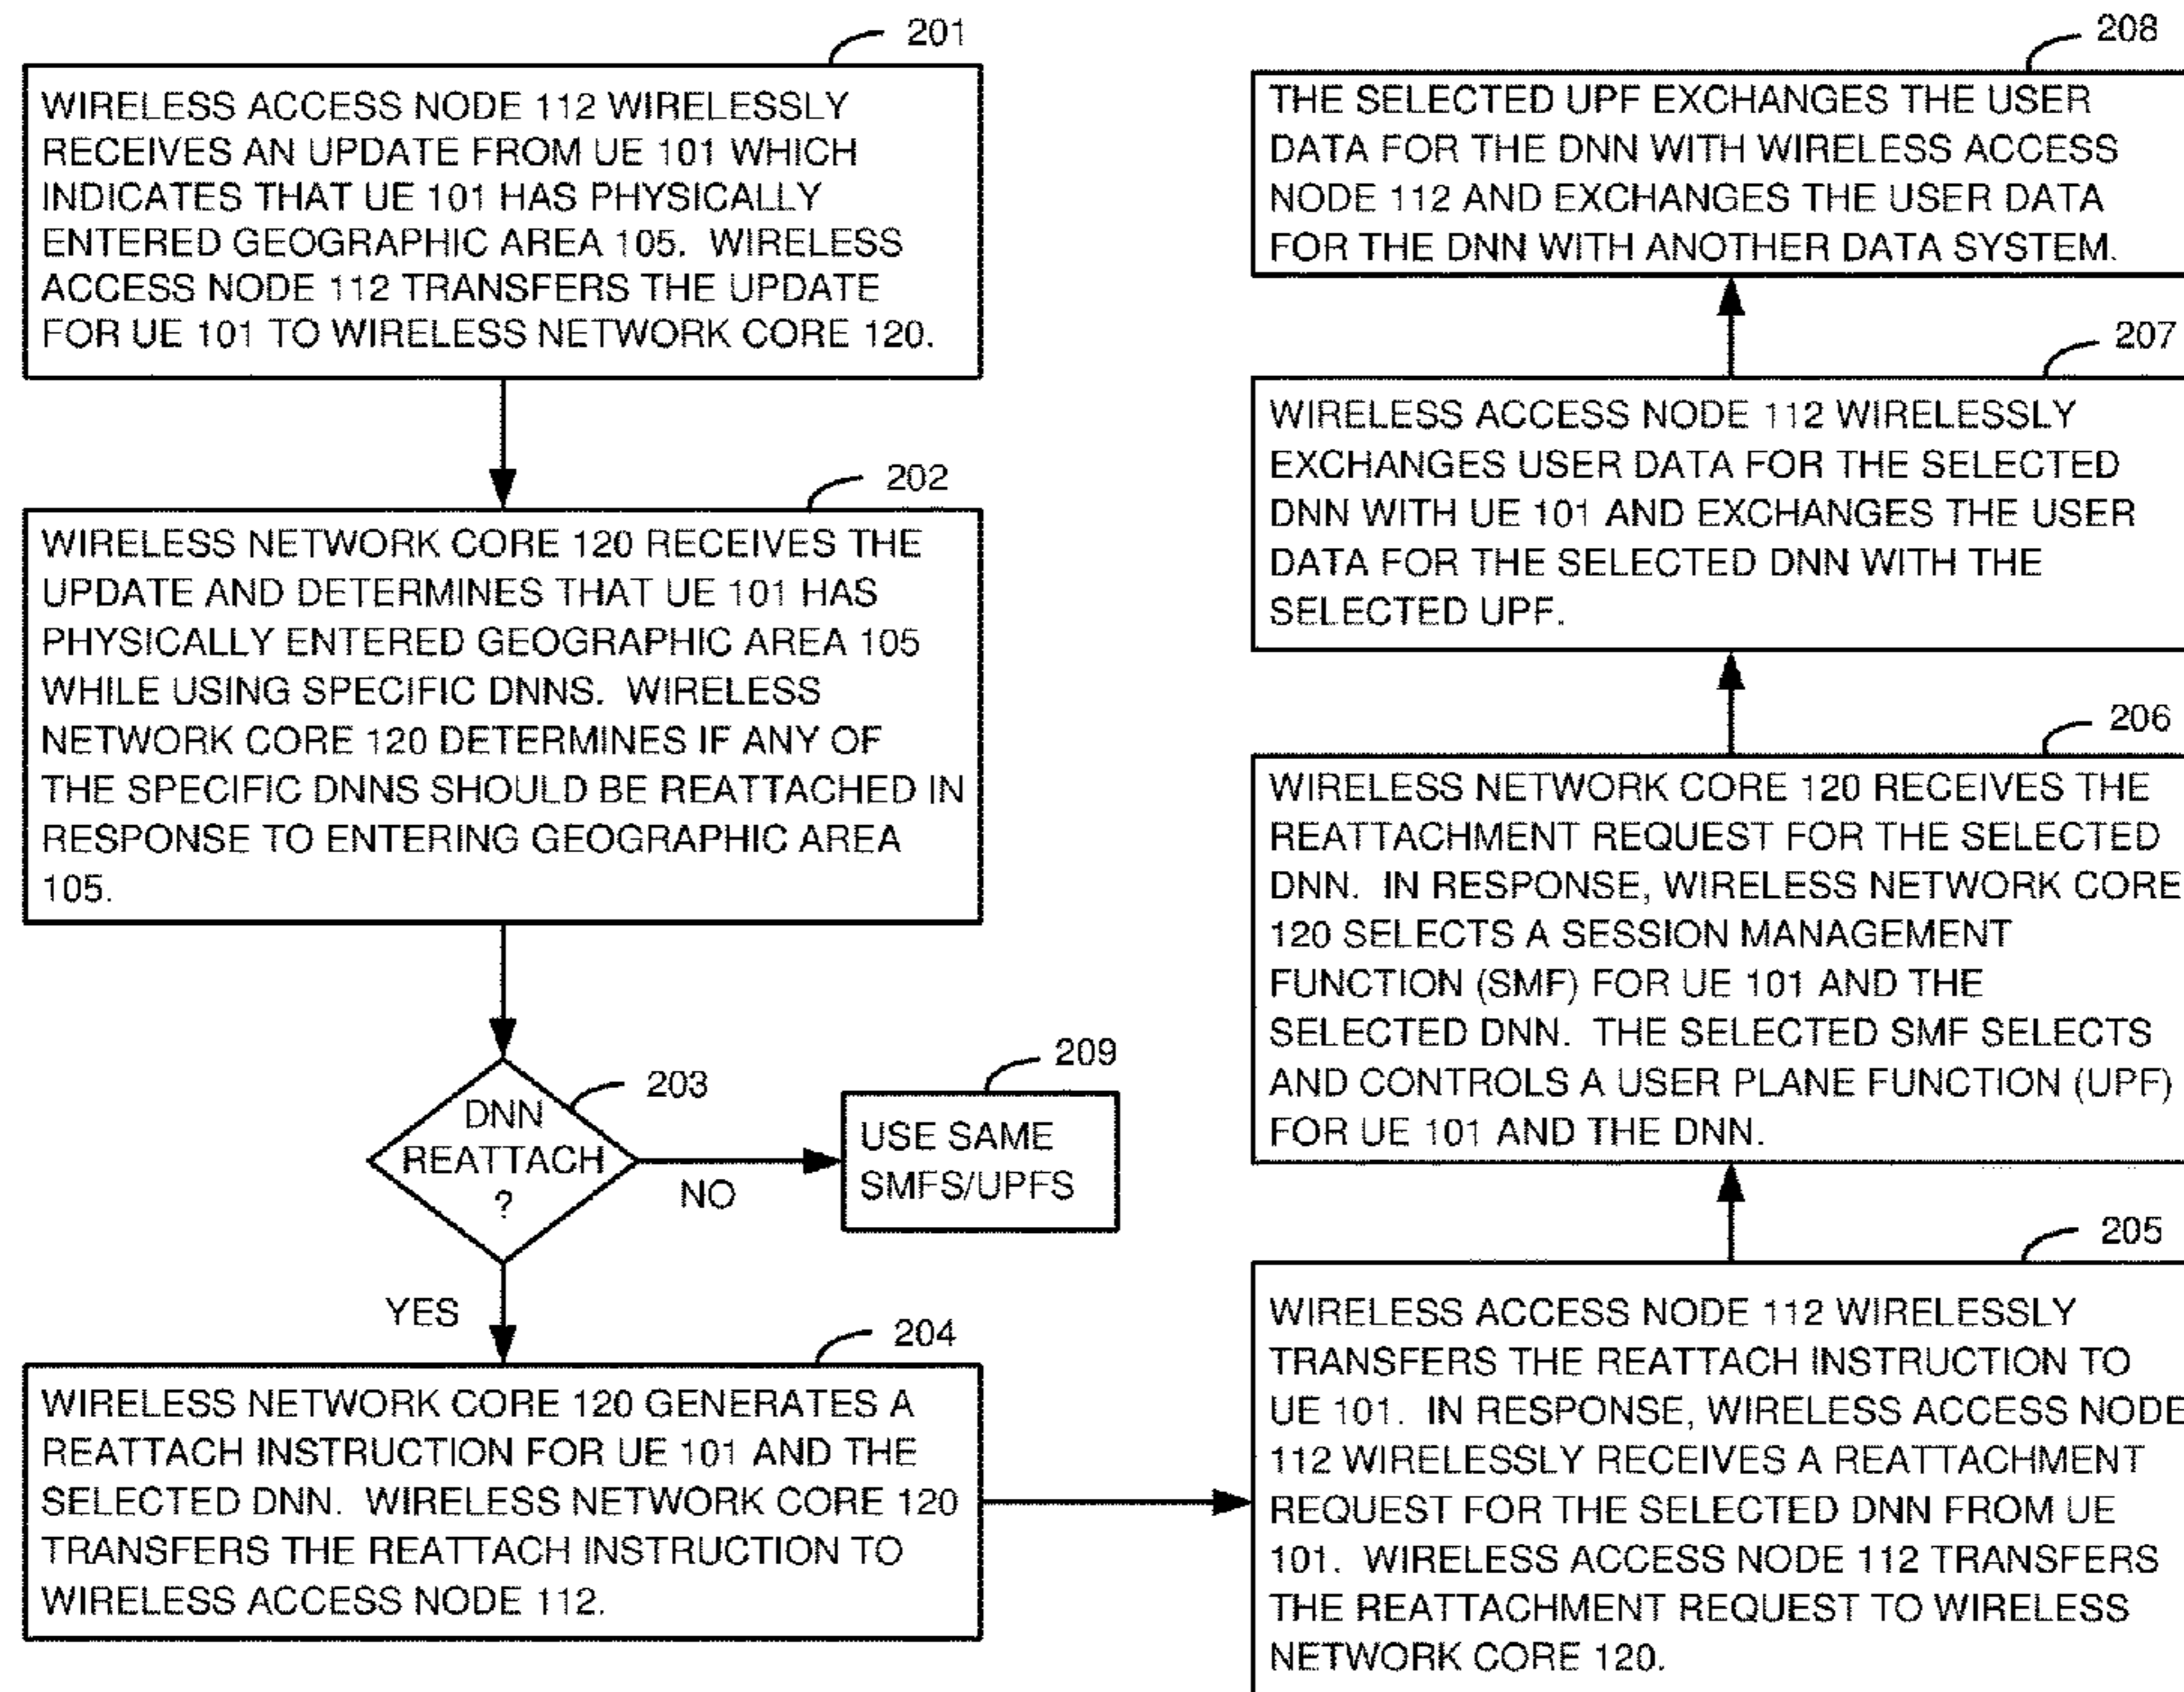 201
WIRELESS ACCESS NODE 112 WIRELESSLY
RECEIVES AN UPDATE FROM UE 101 WHICH
INDICATES THAT UE 101 HAS PHYSICALLY
ENTERED GEOGRAPHIC AREA 105. WIRELESS
ACCESS NODE 112 TRANSFERS THE UPDATE
FOR UE 101 TO WIRELESS NETWORK CORE 120.
202
WIRELESS NETWORK CORE 120 RECEIVES THE
UPDATE AND DETERMINES THAT UE 101 HAS
PHYSICALLY ENTERED GEOGRAPHIC AREA 105
WHILE USING SPECIFIC DNNS. WIRELESS
NETWORK CORE 120 DETERMINES IF ANY OF
THE SPECIFIC DNNS SHOULD BE REATTACHED IN
RESPONSE TO ENTERING GEOGRAPHIC AREA
105.
203
DNN
REATTACH
?
NO
209
USE SAME
SMFS/UPFS
YES
204
WIRELESS NETWORK CORE 120 GENERATES A
REATTACH INSTRUCTION FOR UE 101 AND THE
SELECTED DNN. WIRELESS NETWORK CORE 120
TRANSFERS THE REATTACH INSTRUCTION TO
WIRELESS ACCESS NODE 112.
205
WIRELESS ACCESS NODE 112 WIRELESSLY
TRANSFERS THE REATTACH INSTRUCTION TO
UE 101. IN RESPONSE, WIRELESS ACCESS NODE
112 WIRELESSLY RECEIVES A REATTACHMENT
REQUEST FOR THE SELECTED DNN FROM UE
101. WIRELESS ACCESS NODE 112 TRANSFERS
THE REATTACHMENT REQUEST TO WIRELESS
NETWORK CORE 120.
206
WIRELESS NETWORK CORE 120 RECEIVES THE
REATTACHMENT REQUEST FOR THE SELECTED
DNN. IN RESPONSE, WIRELESS NETWORK CORE
120 SELECTS A SESSION MANAGEMENT
FUNCTION (SMF) FOR UE 101 AND THE
SELECTED DNN. THE SELECTED SMF SELECTS
AND CONTROLS A USER PLANE FUNCTION (UPF)
FOR UE 101 AND THE DNN.
207
WIRELESS ACCESS NODE 112 WIRELESSLY
EXCHANGES USER DATA FOR THE SELECTED
DNN WITH UE 101 AND EXCHANGES THE USER
DATA FOR THE SELECTED DNN WITH THE
SELECTED UPF.
208
THE SELECTED UPF EXCHANGES THE USER
DATA FOR THE DNN WITH WIRELESS ACCESS
NODE 112 AND EXCHANGES THE USER DATA
FOR THE DNN WITH ANOTHER DATA SYSTEM.